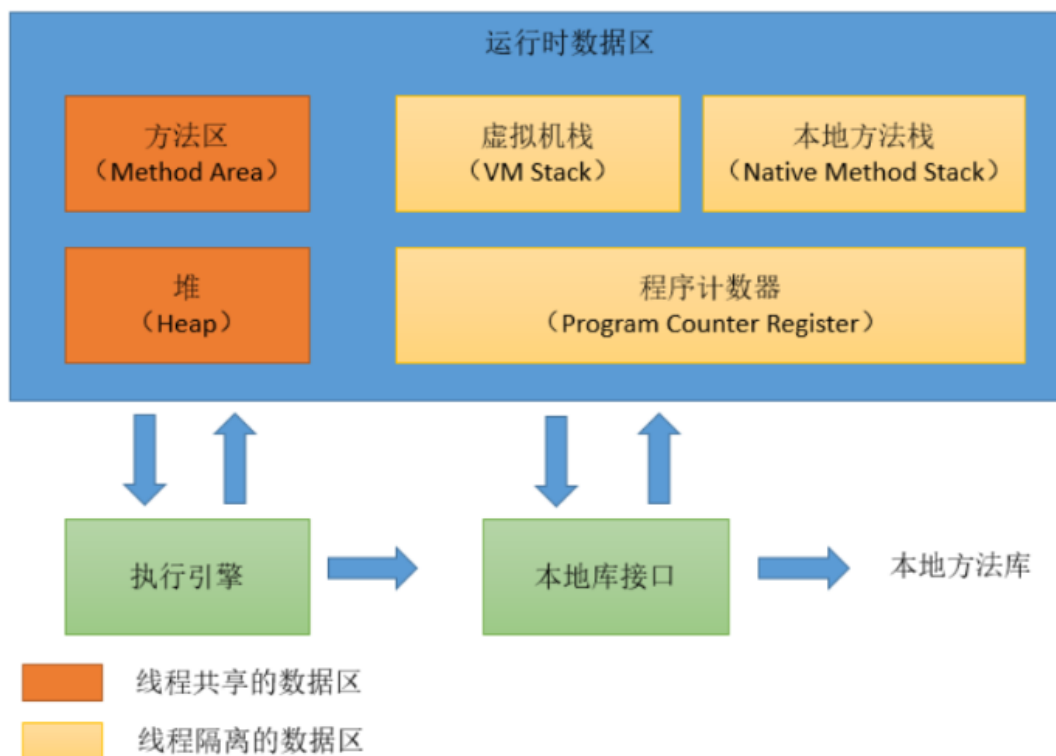 运行时数据区
方法区
（Method Area）
虚拟机栈
（VM Stack）
本地方法栈
（Native Method Stack）
堆
（Heap）
程序计数器
（Program Counter Register）
执行引擎
本地库接口
本地方法库
线程共享的数据区
线程隔离的数据区